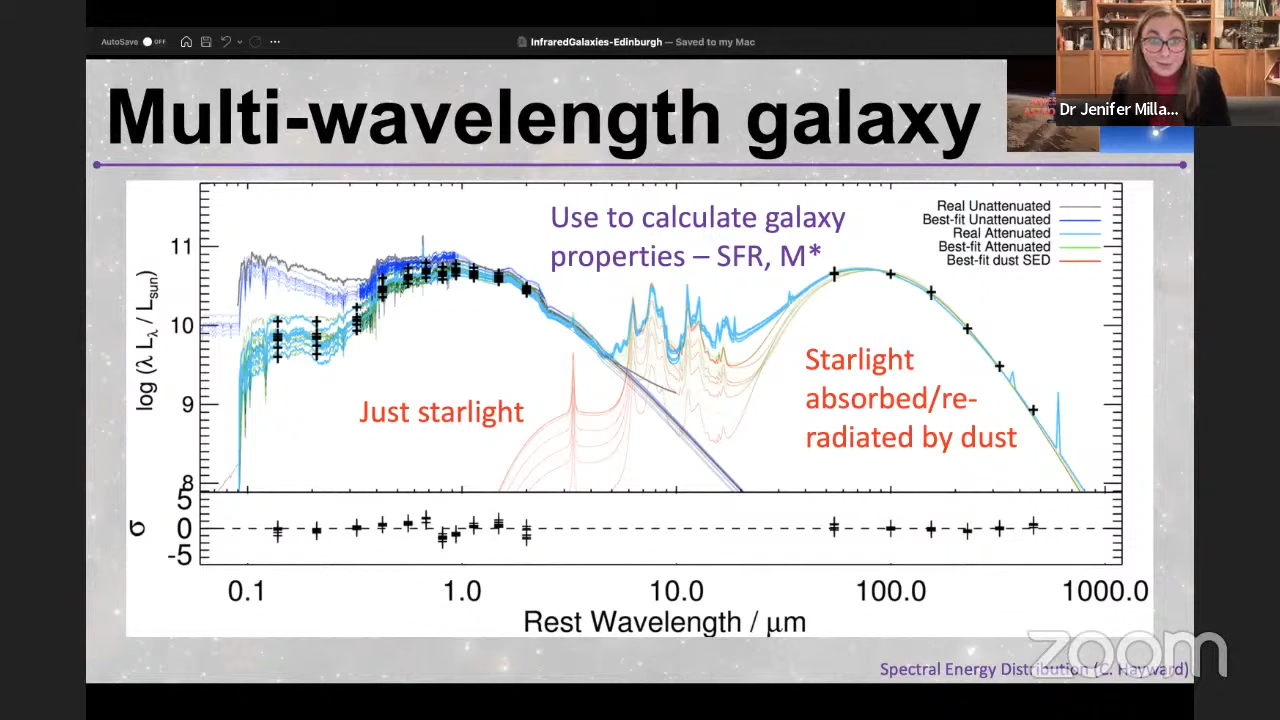 AutoSave OFF
InfraredGalaxies-Edinburgh — Saved to my Mac
Dr Jenifer Milla...
Multi-wavelength galaxy
Use to calculate galaxy
properties – SFR, M*
Real Unattenuated
Best-fit Unattenuated
Real Attenuated
Best-fit Attenuated
Best-fit dust SED
log (λ Lλ / Lsun)
11
10
9
8
Just starlight
Starlight
absorbed/re-
radiated by dust
σ
5
0
-5
0.1 1.0 10.0 100.0 1000.0
Rest Wavelength / μm
Spectral Energy Distribution (C. Hayward)
zoom